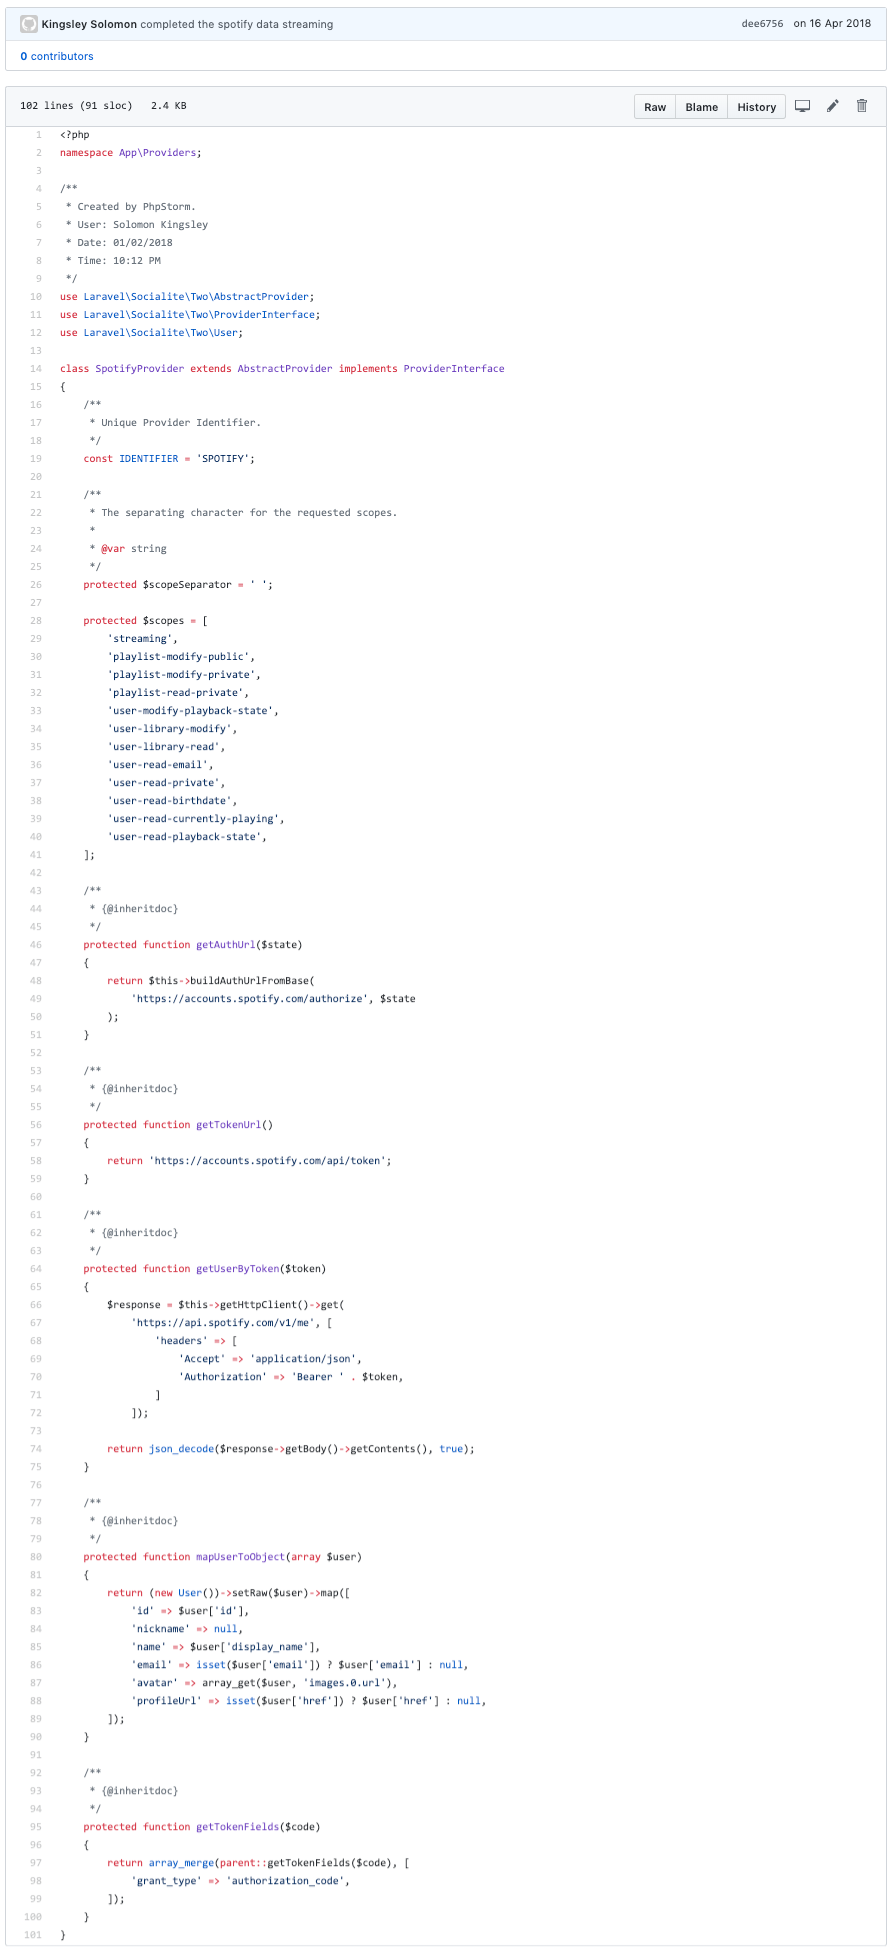 Kingsley Solomon completed the spotify data streaming dee6756 on 16 Apr 2018
0 contributors
102 lines (91 sloc) 2.4 KB Raw Blame History
1 <?php
2 namespace App\Providers;
3
4 /**
5  * Created by PhpStorm.
6  * User: Solomon Kingsley
7  * Date: 01/02/2018
8  * Time: 10:12 PM
9  */
10 use Laravel\Socialite\Two\AbstractProvider;
11 use Laravel\Socialite\Two\ProviderInterface;
12 use Laravel\Socialite\Two\User;
13
14 class SpotifyProvider extends AbstractProvider implements ProviderInterface
15 {
16     /**
17      * Unique Provider Identifier.
18      */
19     const IDENTIFIER = 'SPOTIFY';
20
21     /**
22      * The separating character for the requested scopes.
23      *
24      * @var string
25      */
26     protected $scopeSeparator = ' ';
27
28     protected $scopes = [
29         'streaming',
30         'playlist-modify-public',
31         'playlist-modify-private',
32         'playlist-read-private',
33         'user-modify-playback-state',
34         'user-library-modify',
35         'user-library-read',
36         'user-read-email',
37         'user-read-private',
38         'user-read-birthdate',
39         'user-read-currently-playing',
40         'user-read-playback-state',
41     ];
42
43     /**
44      * {@inheritdoc}
45      */
46     protected function getAuthUrl($state)
47     {
48         return $this->buildAuthUrlFromBase(
49             'https://accounts.spotify.com/authorize', $state
50         );
51     }
52
53     /**
54      * {@inheritdoc}
55      */
56     protected function getTokenUrl()
57     {
58         return 'https://accounts.spotify.com/api/token';
59     }
60
61     /**
62      * {@inheritdoc}
63      */
64     protected function getUserByToken($token)
65     {
66         $response = $this->getHttpClient()->get(
67             'https://api.spotify.com/v1/me', [
68                 'headers' => [
69                     'Accept' => 'application/json',
70                     'Authorization' => 'Bearer ' . $token,
71                 ]
72             ]);
73
74         return json_decode($response->getBody()->getContents(), true);
75     }
76
77     /**
78      * {@inheritdoc}
79      */
80     protected function mapUserToObject(array $user)
81     {
82         return (new User())->setRaw($user)->map([
83             'id' => $user['id'],
84             'nickname' => null,
85             'name' => $user['display_name'],
86             'email' => isset($user['email']) ? $user['email'] : null,
87             'avatar' => array_get($user, 'images.0.url'),
88             'profileUrl' => isset($user['href']) ? $user['href'] : null,
89         ]);
90     }
91
92     /**
93      * {@inheritdoc}
94      */
95     protected function getTokenFields($code)
96     {
97         return array_merge(parent::getTokenFields($code), [
98             'grant_type' => 'authorization_code',
99         ]);
100     }
101 }